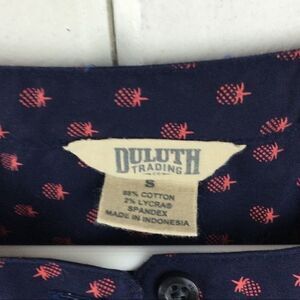 DULUTH
TRADING
S
98% COTTON
2% LYCRA®
SPANDEX
MADE IN INDONESIA